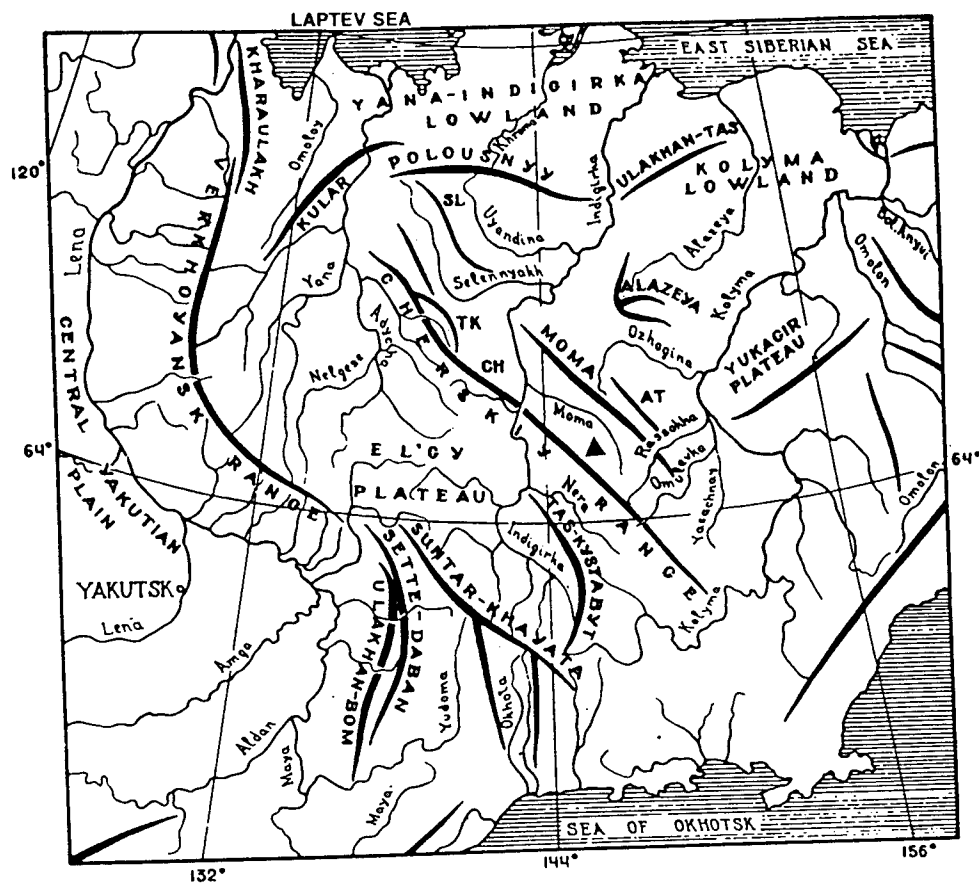 LAPTEV SEA
EAST SIBERIAN SEA
KHARAULAKH
YANA-INDIGIRKA
LOWLAND
Omoloy
Khroma
POLOUSNYY
ULAKHAN-TAS
KOLYMA
LOWLAND
120°
KULAR
SL
Indigirka
Uyandina
Alazeya
Bol. Anyui
Omolon
Lena
VERKHOYANSK RANGE
Yana
Selennyakh
ALAZEYA
Kolyma
CHERSKIY RANGE
Adycha
TK
Ozhogina
YUKAGIR
PLATEAU
CENTRAL
YAKUTIAN
PLAIN
Nelgese
CH
MOMA
AT
Moma
Rassokha
64°
EL'GY
PLATEAU
Omulevka
64°
Nera
Yasachnay
Omolon
Indigirka
TAS-KYSTABYT
SETTE-DABAN
SUNTAR-KHAYATA
YAKUTSK
ULAKHAN-BOM
Lena
Kolyma
Amga
Aldan
Maya
Yudoma
Okhota
Maya
SEA OF OKHOTSK
132°
144°
156°